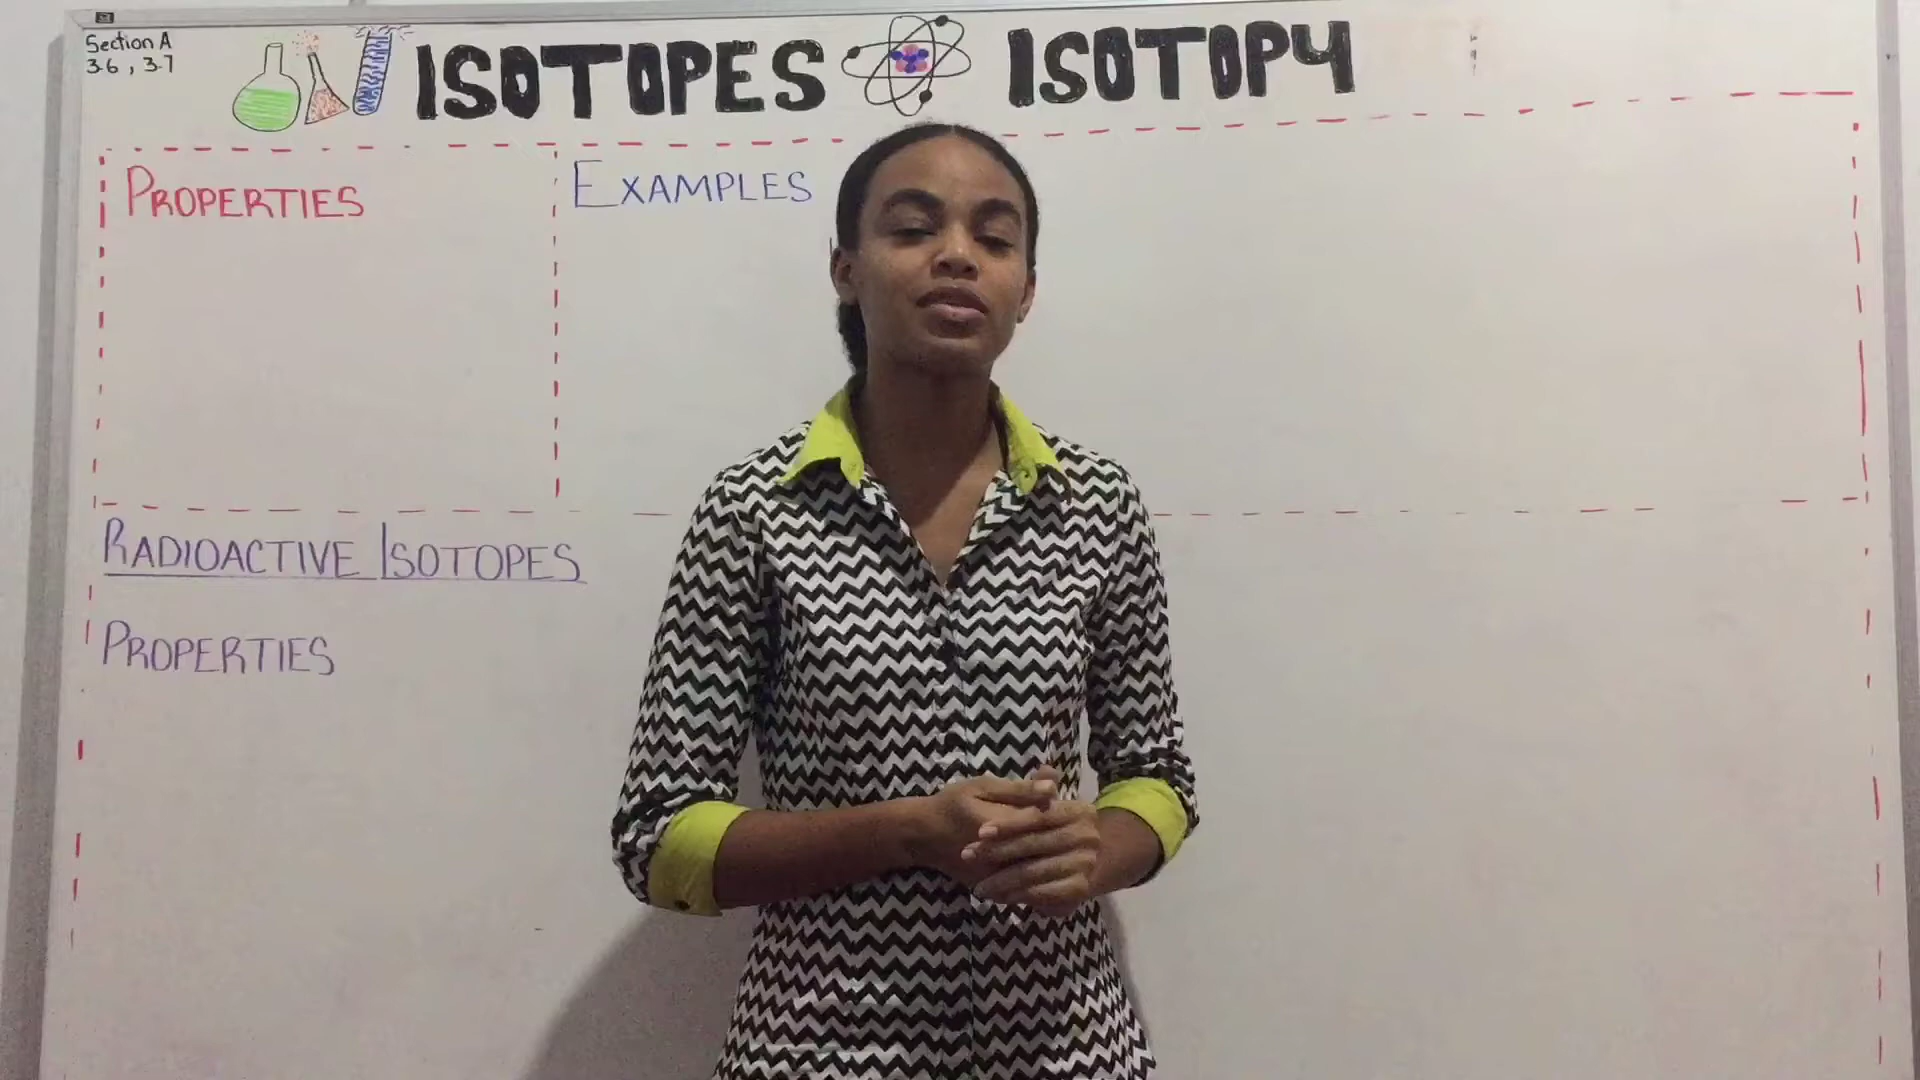 Section A
3.6, 3.7
ISOTOPES ISOTOPY
PROPERTIES
EXAMPLES
RADIOACTIVE ISOTOPES
PROPERTIES